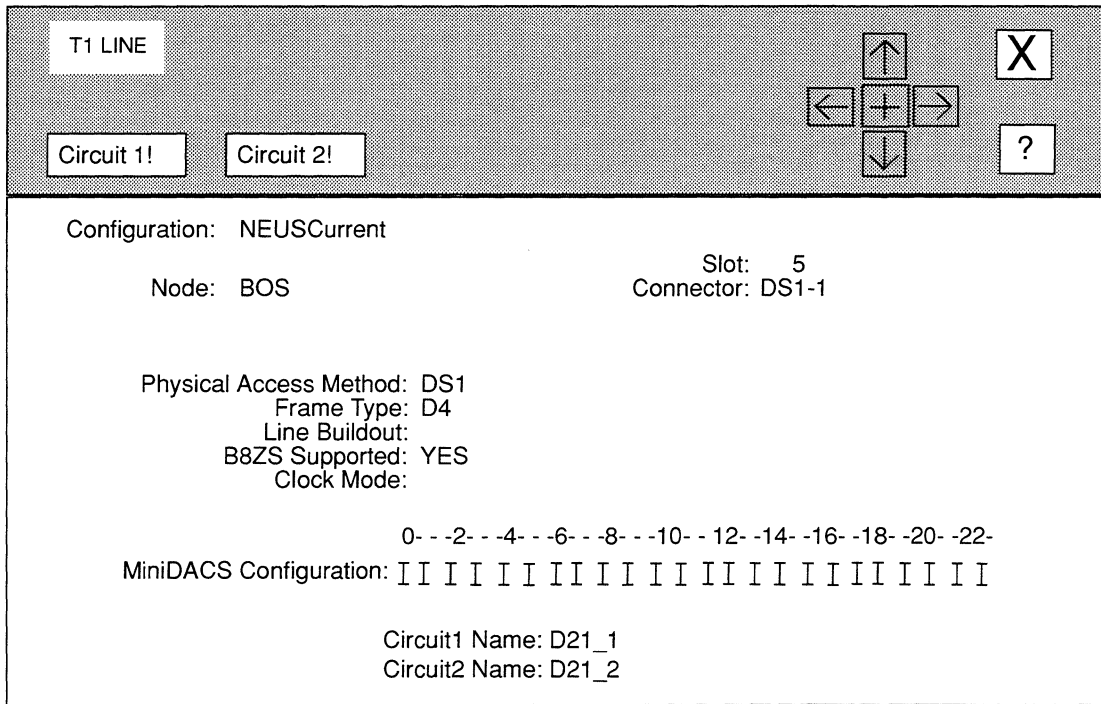 T1 LINE
X
Circuit 1!
Circuit 2!
?
Configuration: NEUSCurrent
Slot: 5
Node: BOS
Connector: DS1-1
Physical Access Method: DS1
Frame Type: D4
Line Buildout:
B8ZS Supported: YES
Clock Mode:
0- - -2- - -4- - -6- - -8- - -10- - 12- -14- -16- -18- -20- -22-
MiniDACS Configuration: I I I I I I I I I I I I I I I I I I I I I I I I
Circuit1 Name: D21_1
Circuit2 Name: D21_2